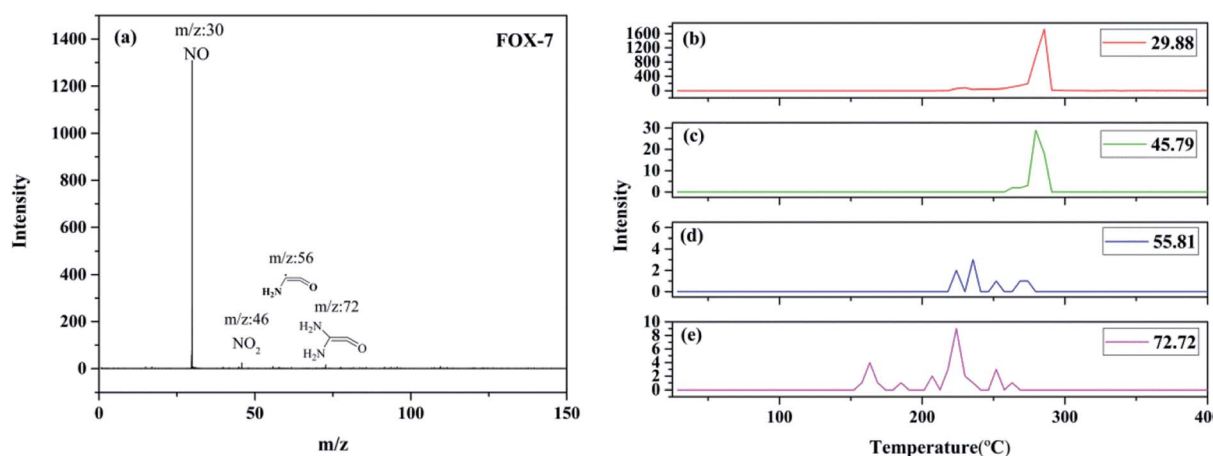 (a)
m/z:30
NO
FOX-7
1400
1200
1000
800
600
400
200
0
Intensity
m/z:56
H₂N
O
m/z:46
NO₂
m/z:72
H₂N
H₂N
O
0
50
100
150
m/z
(b)
29.88
1600
1200
800
400
0
(c)
45.79
30
20
10
0
Intensity
(d)
55.81
6
4
2
0
(e)
72.72
10
8
6
4
2
0
100
200
300
40
Temperature(ºC)